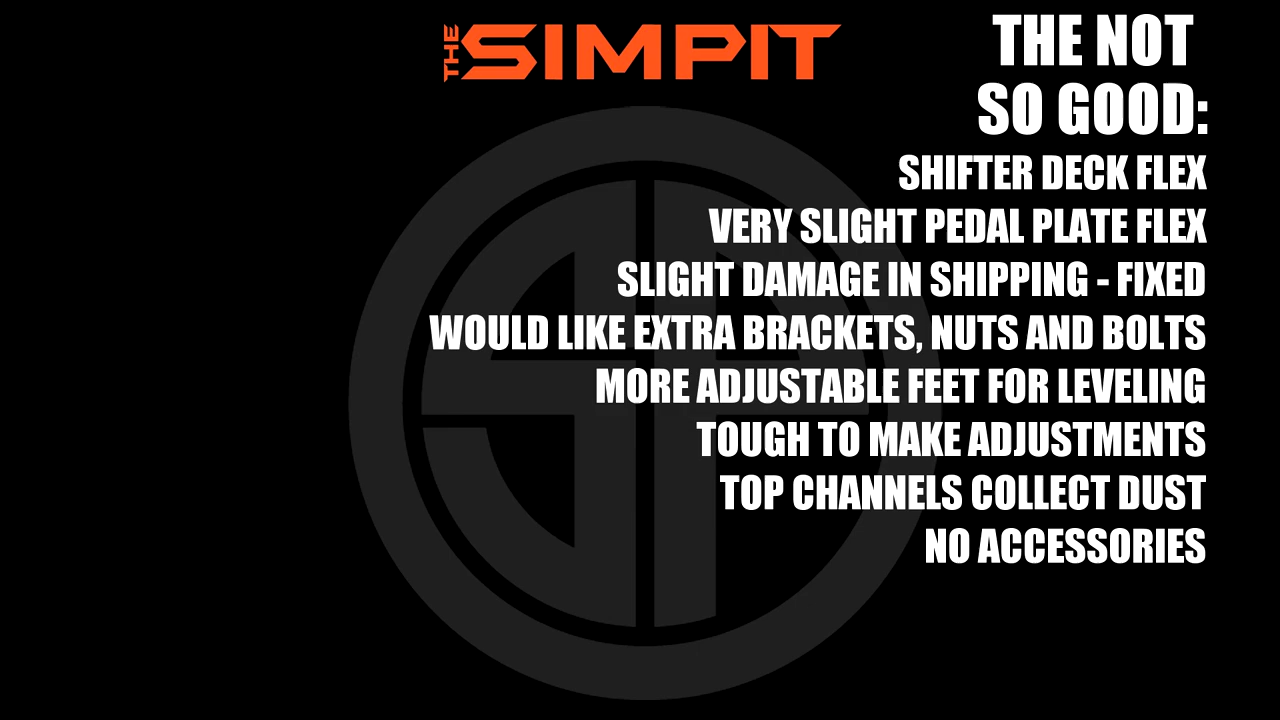 THE SIMPIT
THE NOT
SO GOOD:
SHIFTER DECK FLEX
VERY SLIGHT PEDAL PLATE FLEX
SLIGHT DAMAGE IN SHIPPING - FIXED
WOULD LIKE EXTRA BRACKETS, NUTS AND BOLTS
MORE ADJUSTABLE FEET FOR LEVELING
TOUGH TO MAKE ADJUSTMENTS
TOP CHANNELS COLLECT DUST
NO ACCESSORIES